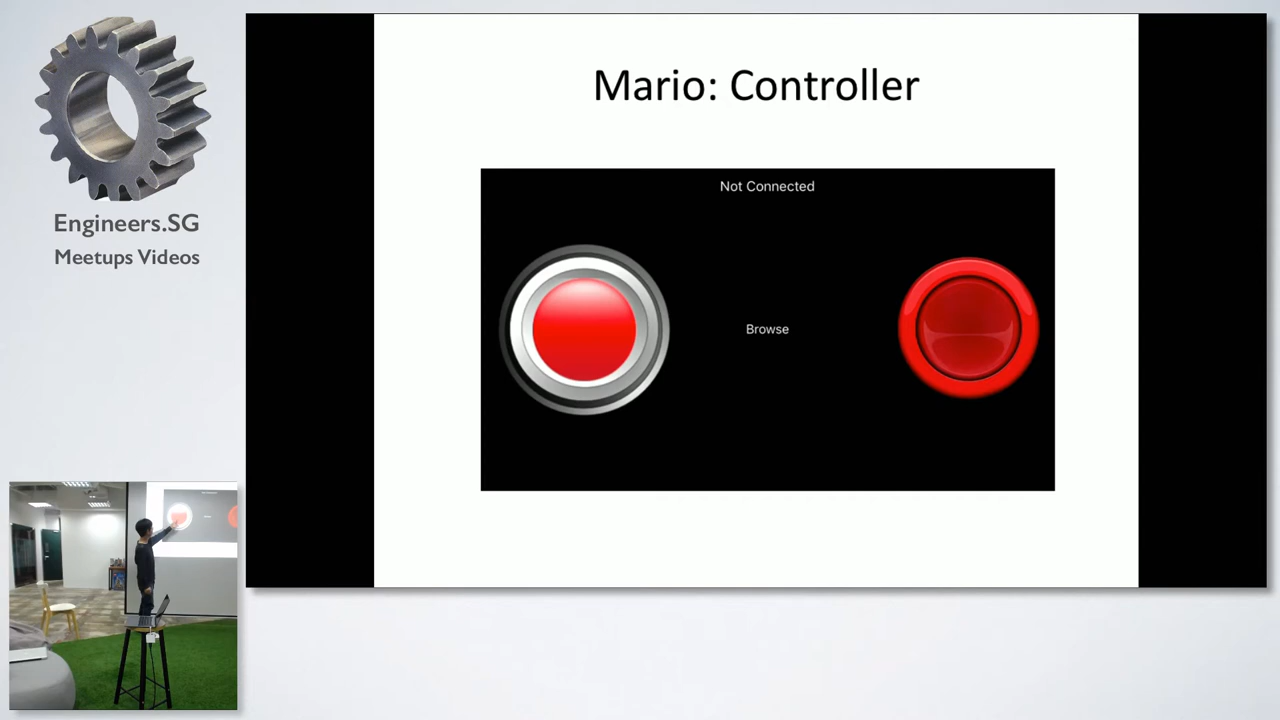 Engineers.SG
Meetups Videos
Mario: Controller
Not Connected
Browse